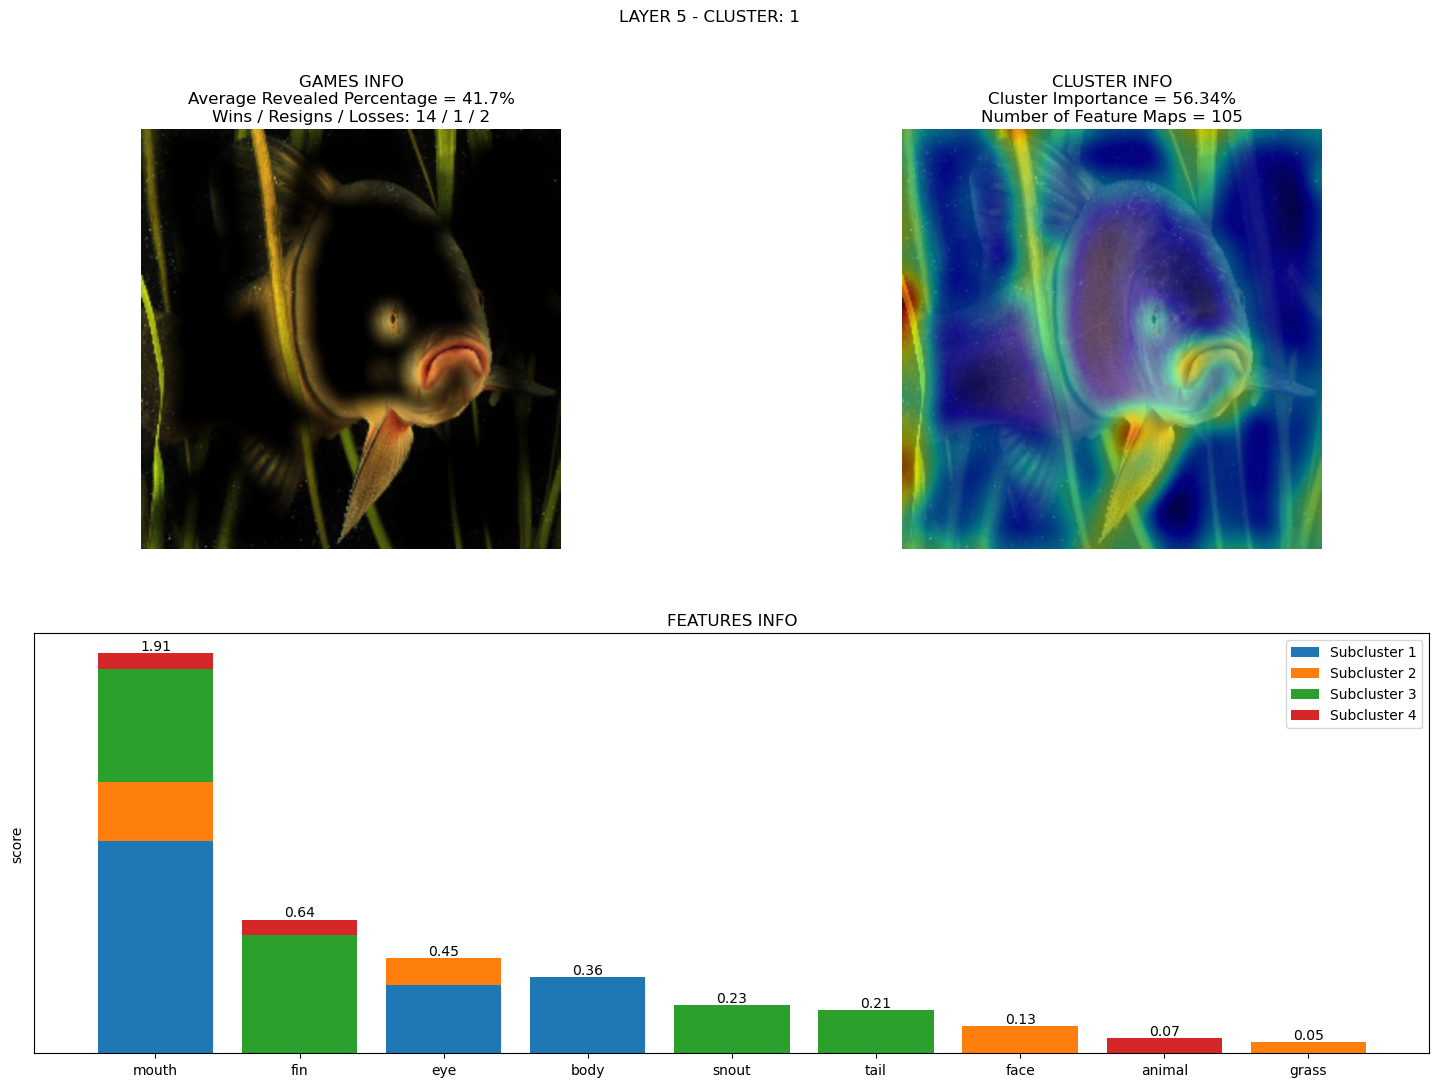 LAYER 5 - CLUSTER: 1
GAMES INFO
Average Revealed Percentage = 41.7%
Wins / Resigns / Losses: 14 / 1 / 2
CLUSTER INFO
Cluster Importance = 56.34%
Number of Feature Maps = 105
FEATURES INFO
1.91
0.64
0.45
0.36
0.23
0.21
0.13
0.07
0.05
Subcluster 1
Subcluster 2
Subcluster 3
Subcluster 4
score
mouth fin eye body snout tail face animal grass